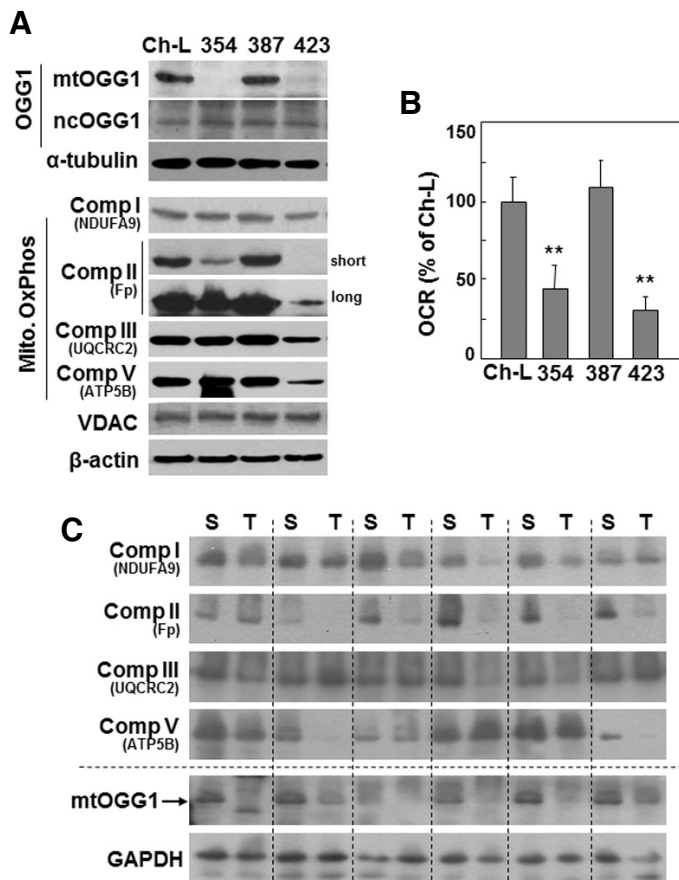 A
Ch-L 354 387 423
OGG1
mtOGG1
ncOGG1
α-tubulin
Mito. OxPhos
Comp I
(NDUFA9)
Comp II
(Fp)
short
long
Comp III
(UQCRC2)
Comp V
(ATP5B)
VDAC
β-actin
B
OCR (% of Ch-L)
150
100
50
0
**
**
Ch-L 354 387 423
C
S T S T S T S T S T S T
Comp I
(NDUFA9)
Comp II
(Fp)
Comp III
(UQCRC2)
Comp V
(ATP5B)
mtOGG1
GAPDH